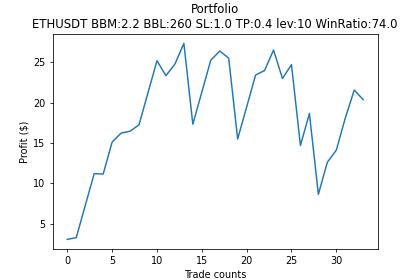 Portfolio
ETHUSDT BBM:2.2 BBL:260 SL:1.0 TP:0.4 lev:10 WinRatio:74.0
Profit ($)
25
20
15
10
5
0 5 10 15 20 25 30
Trade counts